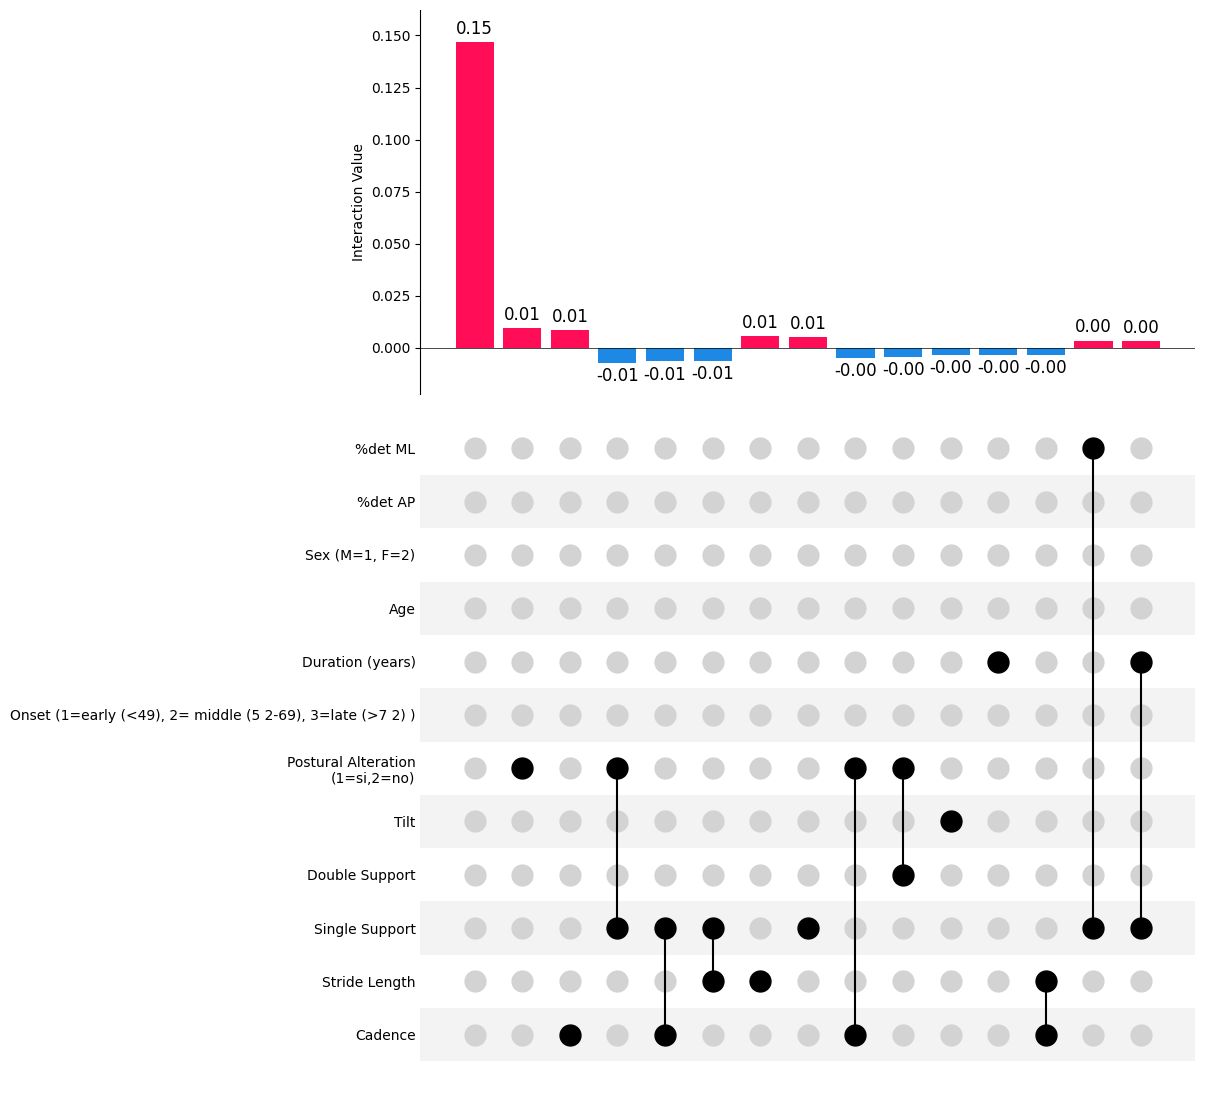 0.15
0.150
0.125
0.100
0.075
0.050
0.025
0.000
Interaction Value
0.01
0.01
-0.01
-0.01
-0.01
0.01
0.01
-0.00
-0.00
-0.00
-0.00
-0.00
0.00
0.00
%det ML
%det AP
Sex (M=1, F=2)
Age
Duration (years)
Onset (1=early (<49), 2= middle (5 2-69), 3=late (>7 2) )
Postural Alteration
(1=si,2=no)
Tilt
Double Support
Single Support
Stride Length
Cadence